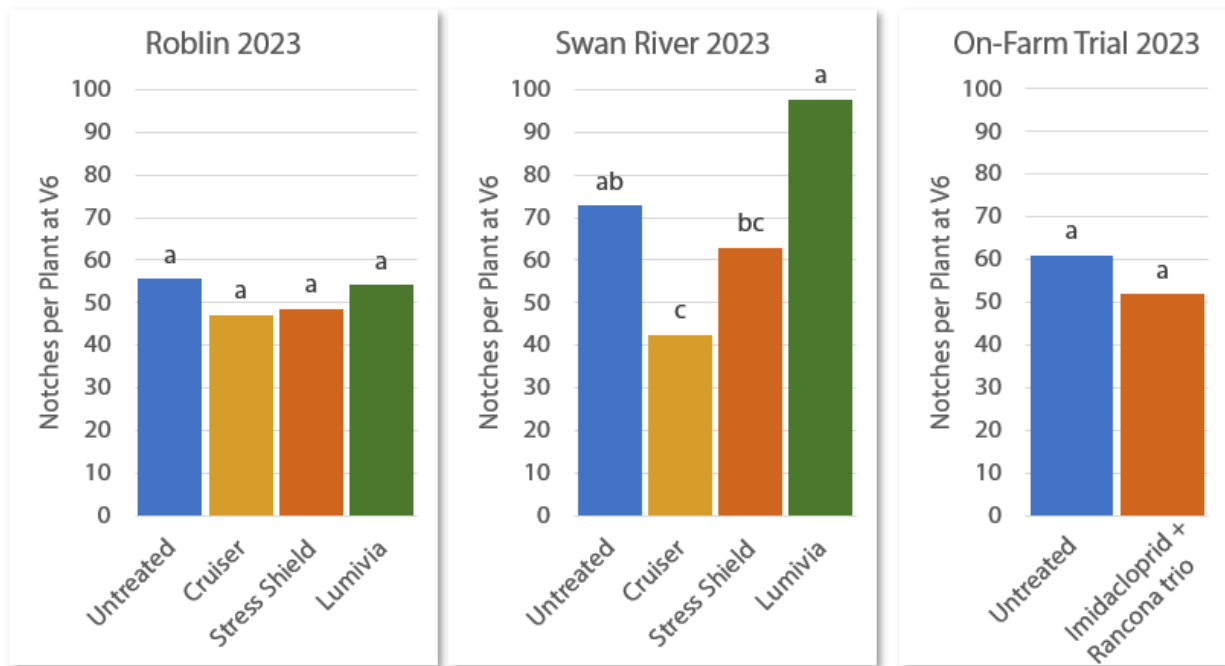 Roblin 2023
Notches per Plant at V6
100
90
80
70
60
50
40
30
20
10
0
a
a
a
a
Untreated
Cruiser
Stress Shield
Lumivia
Swan River 2023
Notches per Plant at V6
100
90
80
70
60
50
40
30
20
10
0
ab
c
bc
a
Untreated
Cruiser
Stress Shield
Lumivia
On-Farm Trial 2023
Notches per Plant at V6
100
90
80
70
60
50
40
30
20
10
0
a
a
Untreated
Imidacloprid +
Rancona trio